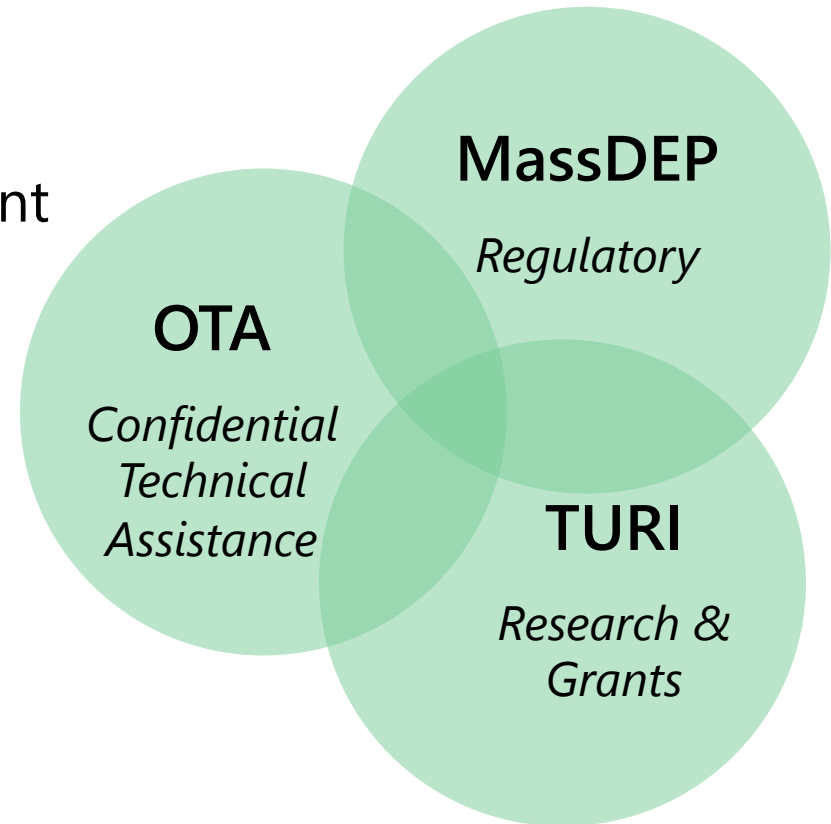 nt
MassDEP
Regulatory
OTA
Confidential
Technical
Assistance
TURI
Research &
Grants